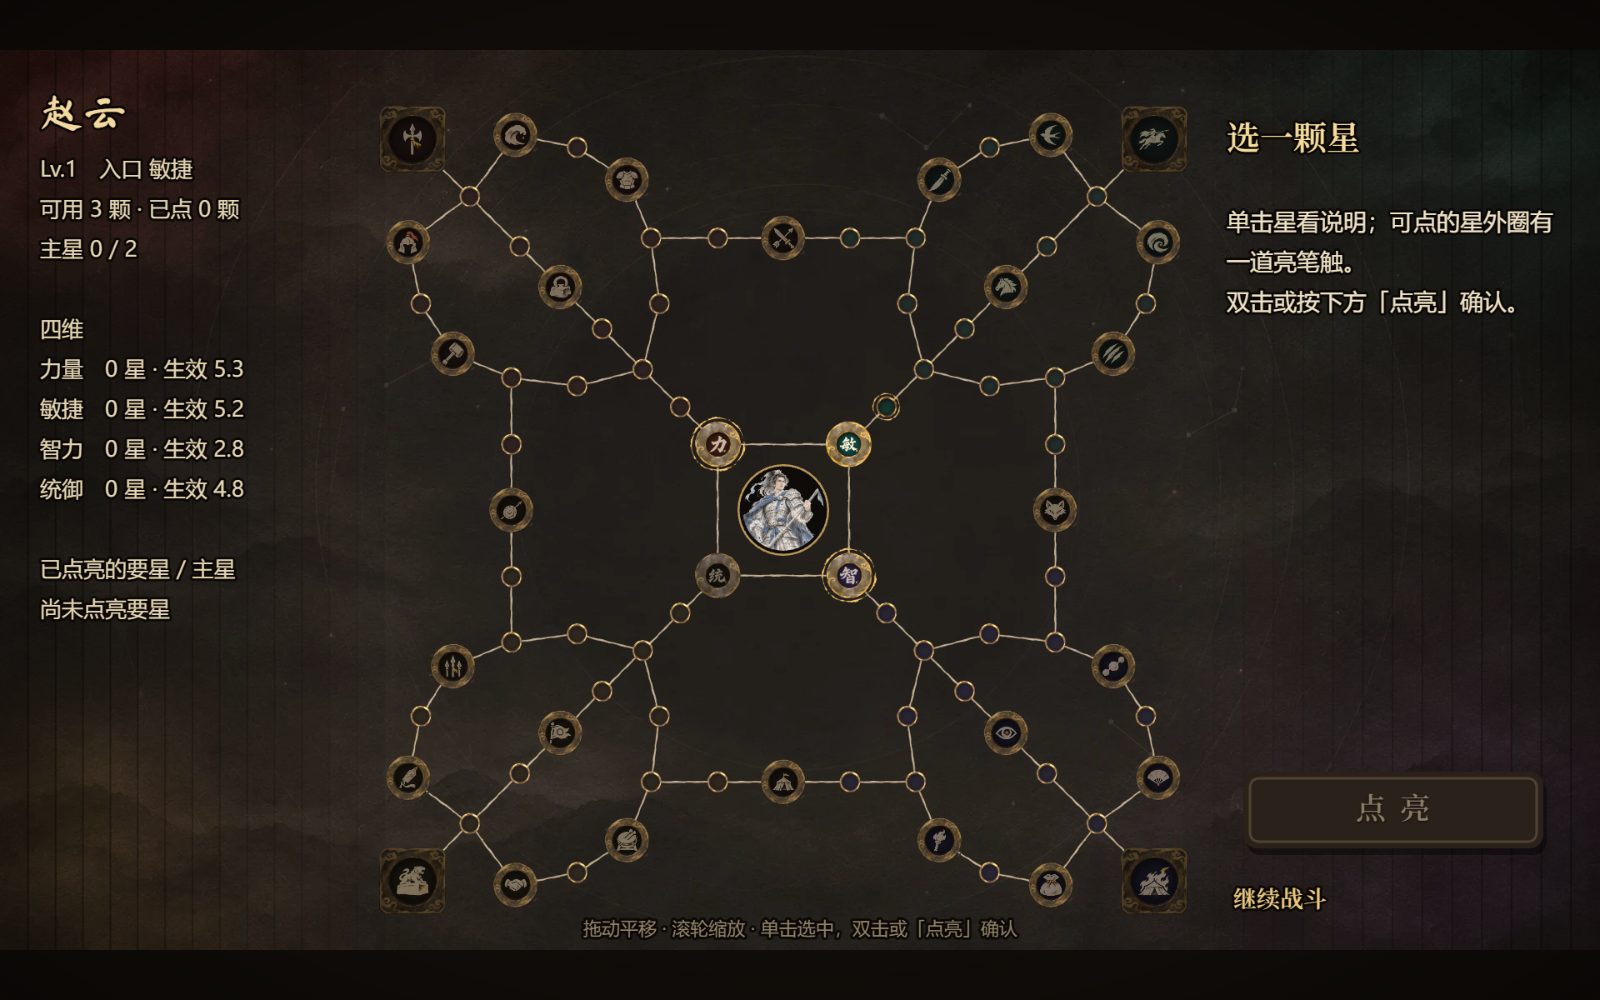 赵云
Lv.1 入口 敏捷
可用 3 颗 · 已点 0 颗
主星 0 / 2
四维
力量 0 星 · 生效 5.3
敏捷 0 星 · 生效 5.2
智力 0 星 · 生效 2.8
统御 0 星 · 生效 4.8
已点亮的要星 / 主星
尚未点亮要星
力
敏
统
智
选一颗星
单击星看说明；可点的星外圈有
一道亮笔触。
双击或按下方「点亮」确认。
点亮
继续战斗
拖动平移 · 滚轮缩放 · 单击选中，双击或「点亮」确认